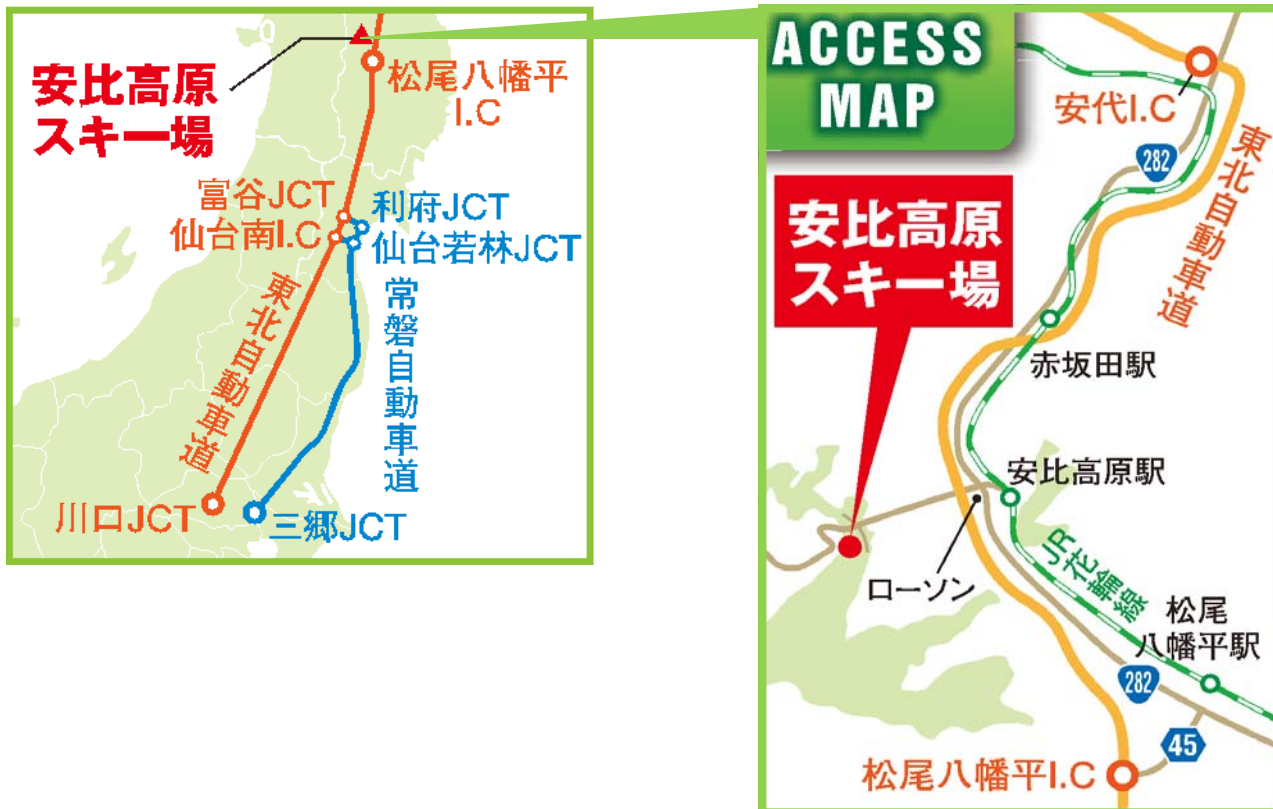 安比高原
スキー場
松尾八幡平
I.C
富谷JCT
利府JCT
仙台南I.C
仙台若林JCT
東北自動車道
常磐自動車道
川口JCT
三郷JCT
ACCESS
MAP
安代I.C
282
東北自動車道
安比高原
スキー場
赤坂田駅
安比高原駅
ローソン
JR花輪線
松尾
八幡平駅
282
45
松尾八幡平I.C